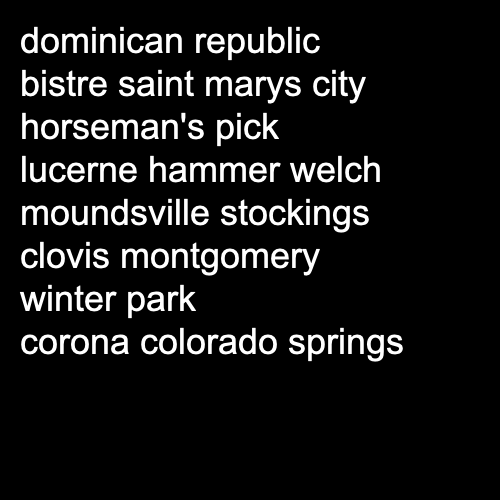 dominican republic
bistre saint marys city
horseman's pick
lucerne hammer welch
moundsville stockings
clovis montgomery
winter park
corona colorado springs